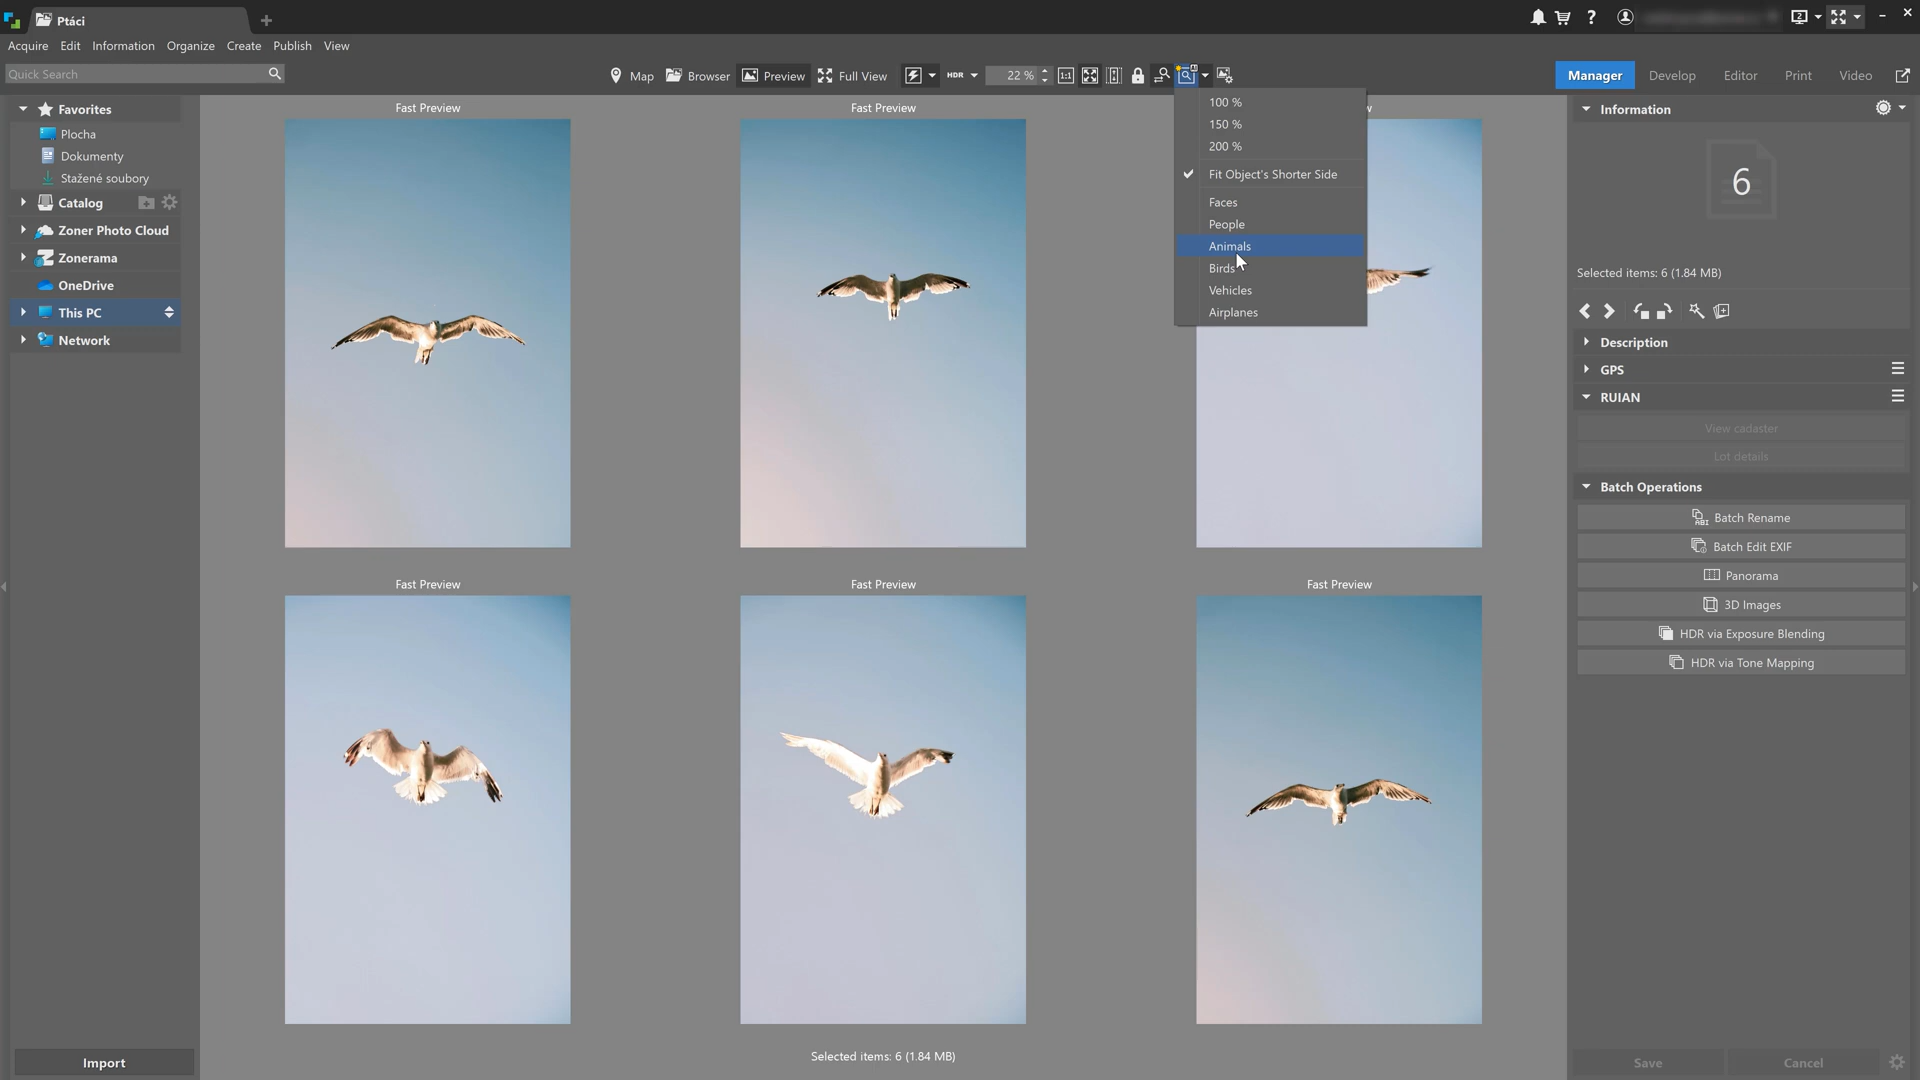 Ptáci
Acquire Edit Information Organize Create Publish View
Quick Search
Map Browser Preview Full View HDR 22 % 1:1
Manager Develop Editor Print Video
Favorites
Plocha
Dokumenty
Stažené soubory
Catalog
Zoner Photo Cloud
Zonerama
OneDrive
This PC
Network
Import
Fast Preview Fast Preview w
100 %
150 %
200 %
Fit Object's Shorter Side
Faces
People
Animals
Birds
Vehicles
Airplanes
Fast Preview Fast Preview Fast Preview
Selected items: 6 (1.84 MB)
Information
6
Selected items: 6 (1.84 MB)
Description
GPS
RUIAN
View cadaster
Lot details
Batch Operations
Batch Rename
Batch Edit EXIF
Panorama
3D Images
HDR via Exposure Blending
HDR via Tone Mapping
Save Cancel